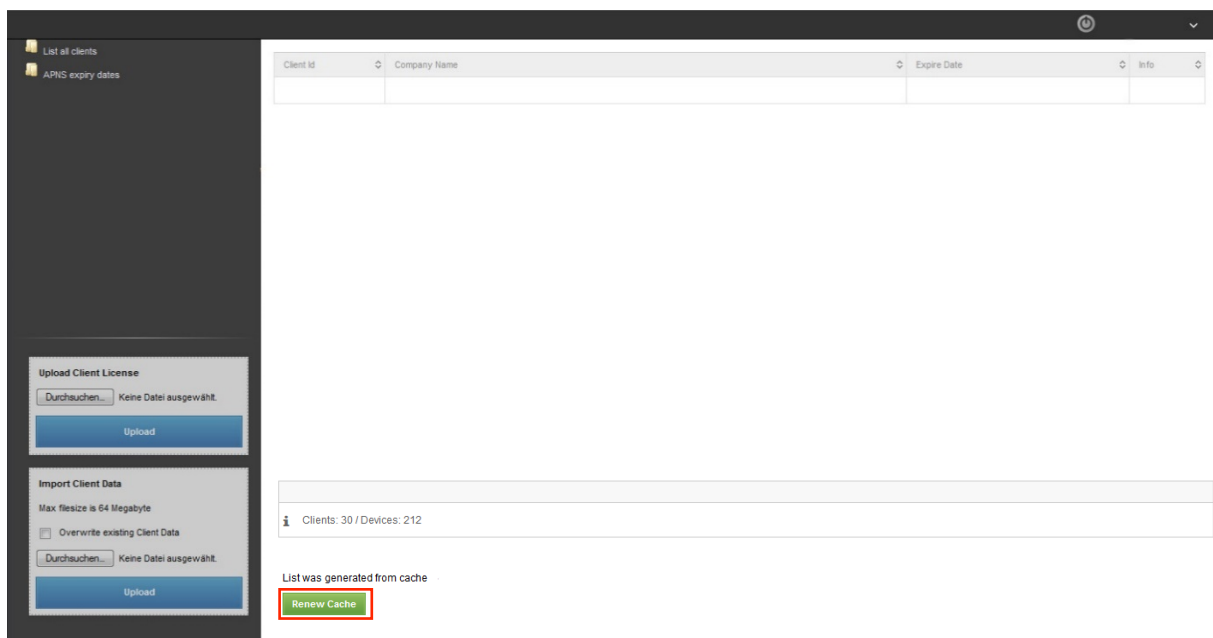 List all clients
APNS expiry dates
Client Id Company Name Expire Date Info
Upload Client License
Durchsuchen... Keine Datei ausgewählt.
Upload
Import Client Data
Max filesize is 64 Megabyte
Overwrite existing Client Data
Durchsuchen... Keine Datei ausgewählt.
Upload
Clients: 30 / Devices: 212
List was generated from cache
Renew Cache